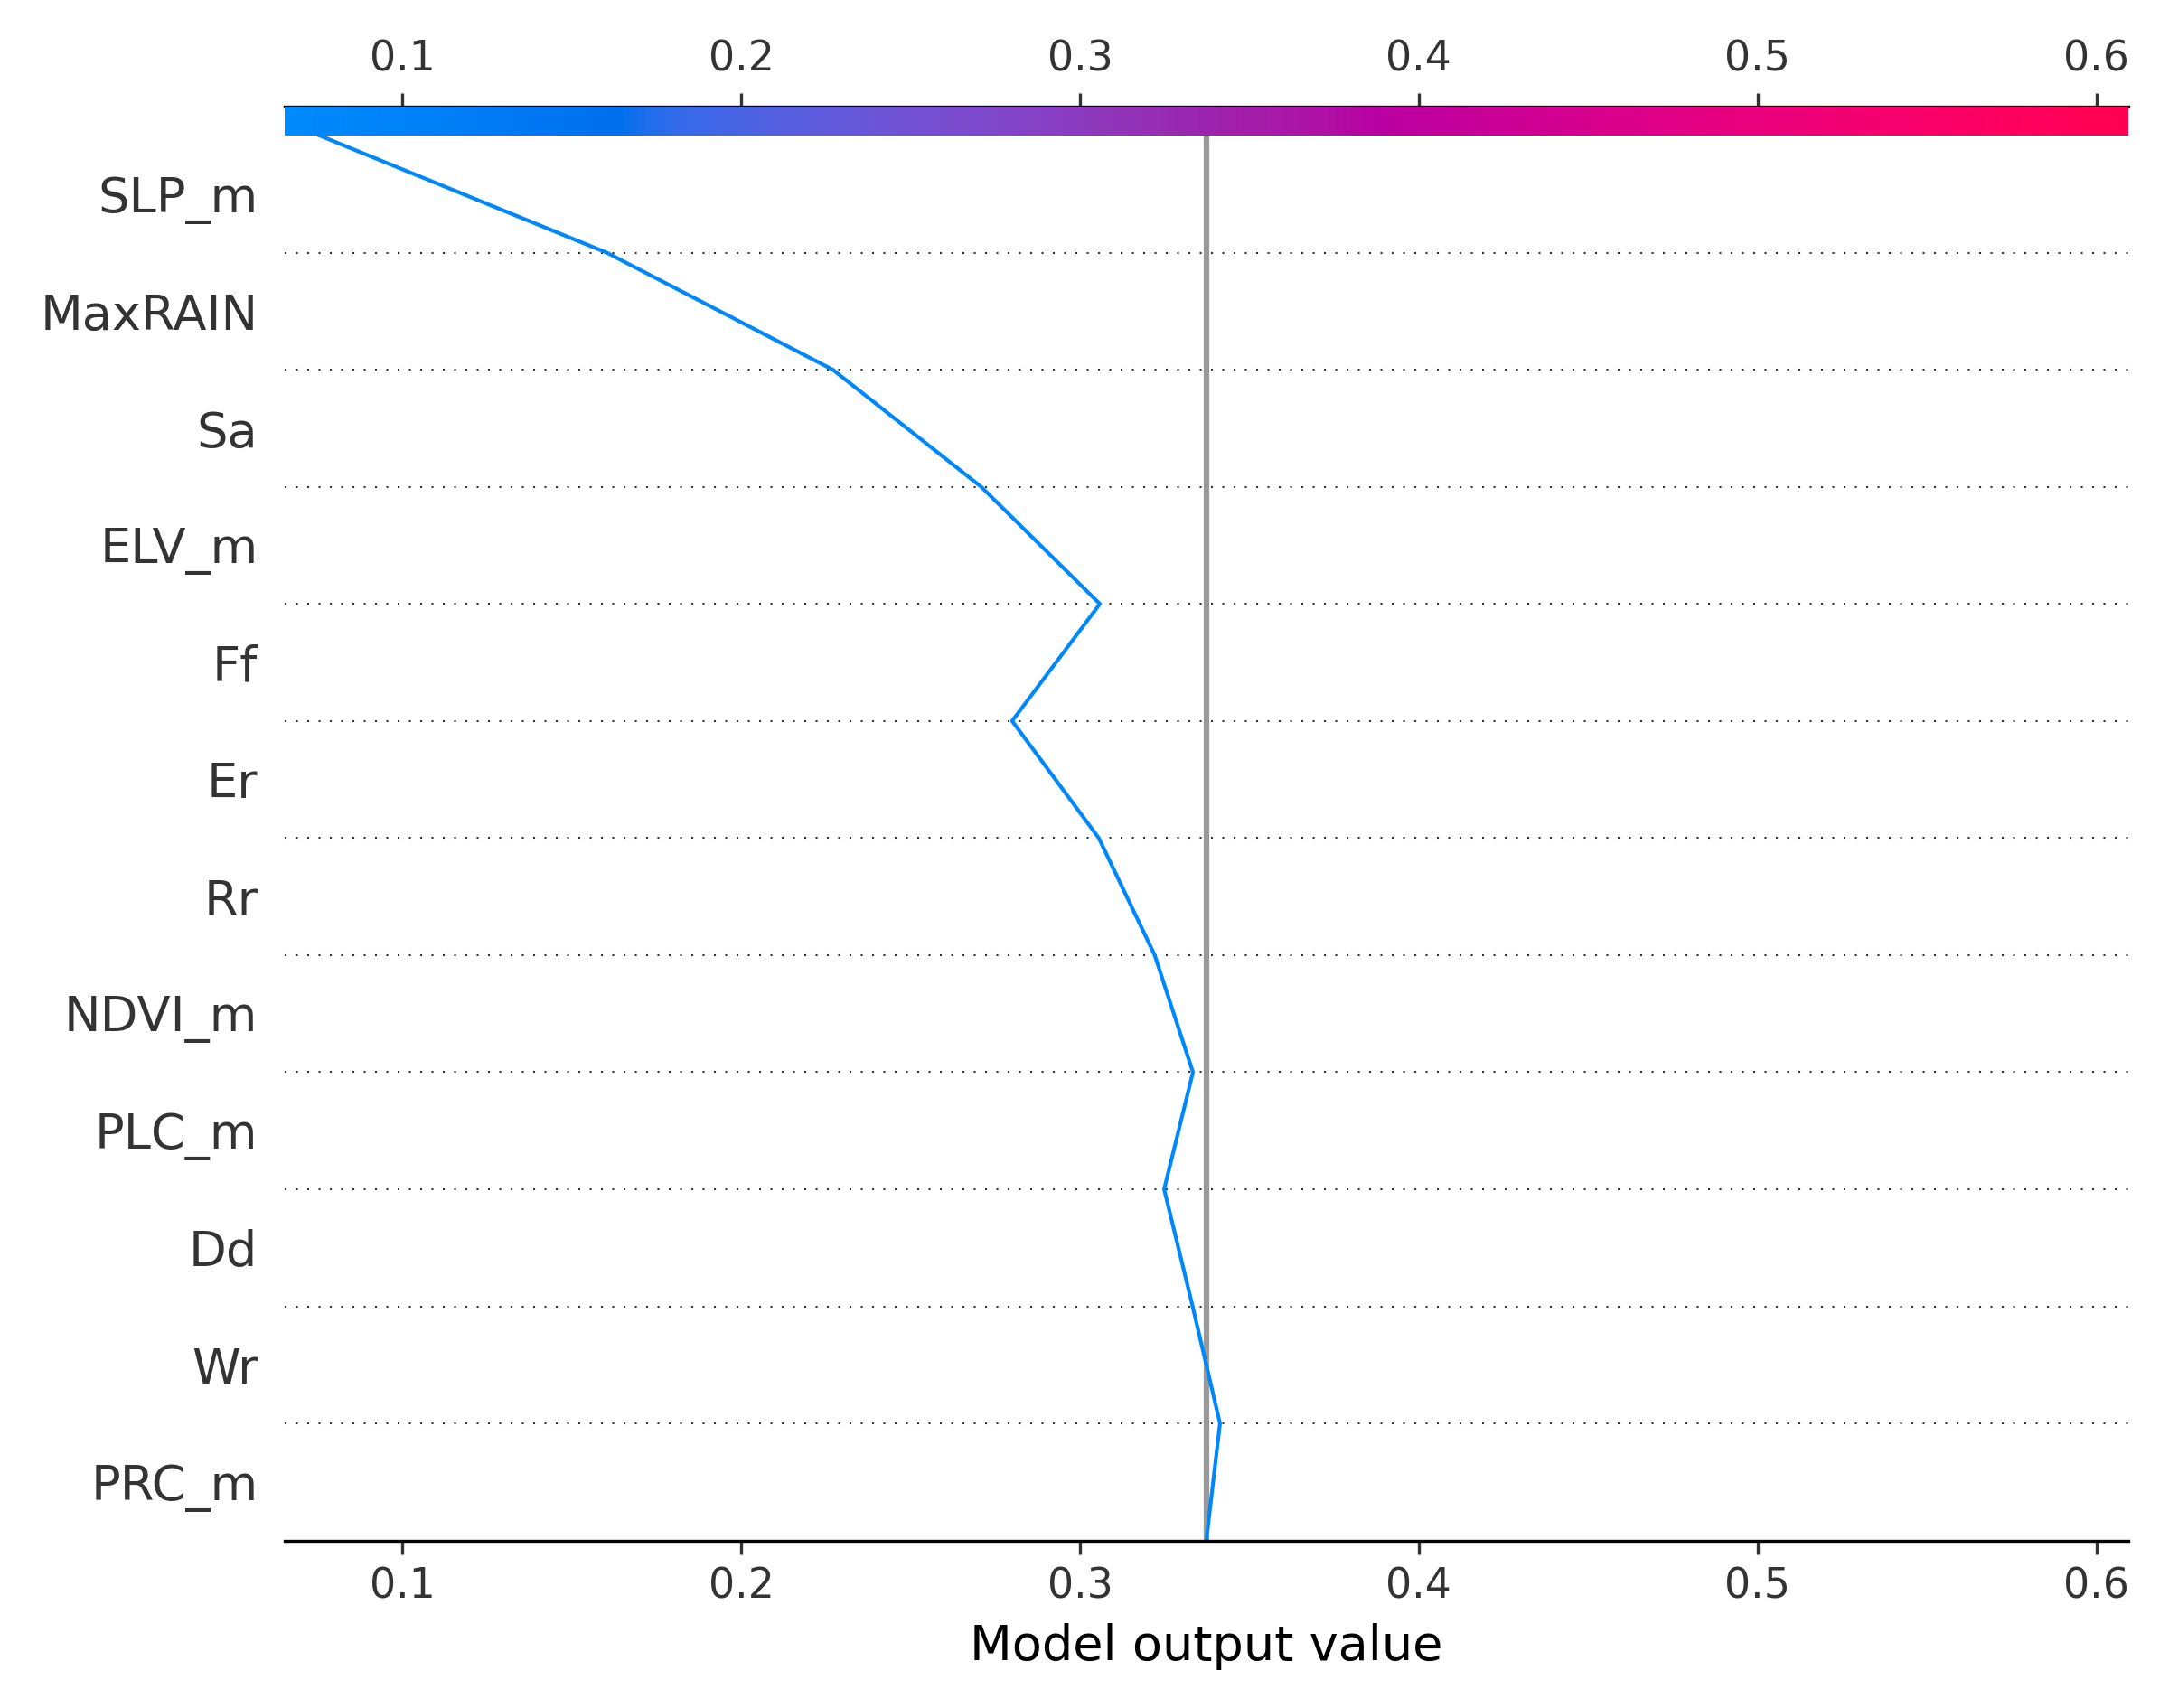 0.1 0.2 0.3 0.4 0.5 0.6
SLP_m
MaxRAIN
Sa
ELV_m
Ff
Er
Rr
NDVI_m
PLC_m
Dd
Wr
PRC_m
0.1 0.2 0.3 0.4 0.5 0.6
Model output value